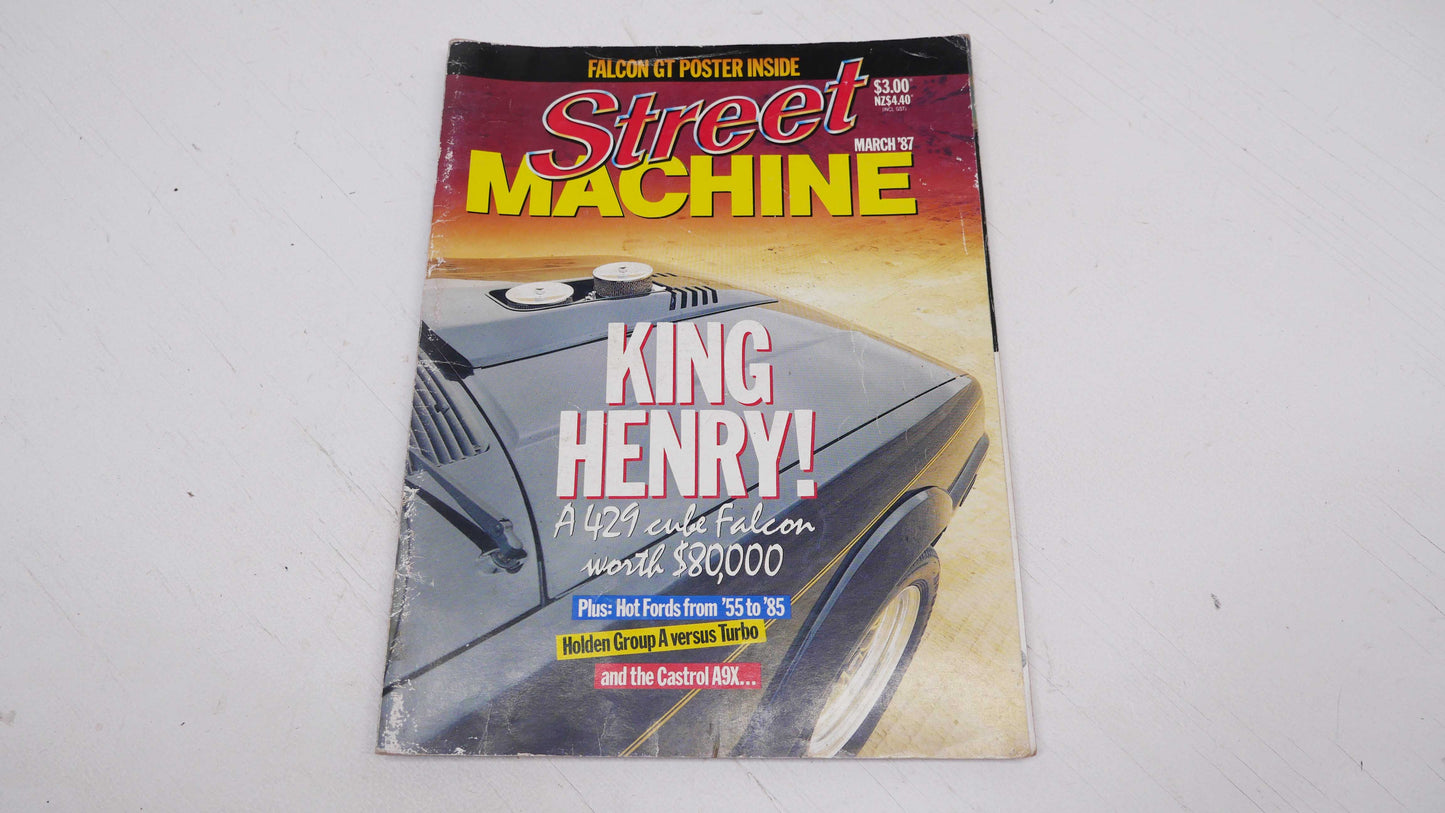 FALCON GT POSTER INSIDE
Street
$3.00*
NZ$4.40*
(INCL GST)
MARCH '87
MACHINE
KING
HENRY!
A 429 cube Falcon
worth $80,000
Plus: Hot Fords from '55 to '85
Holden Group A versus Turbo
and the Castrol A9X...